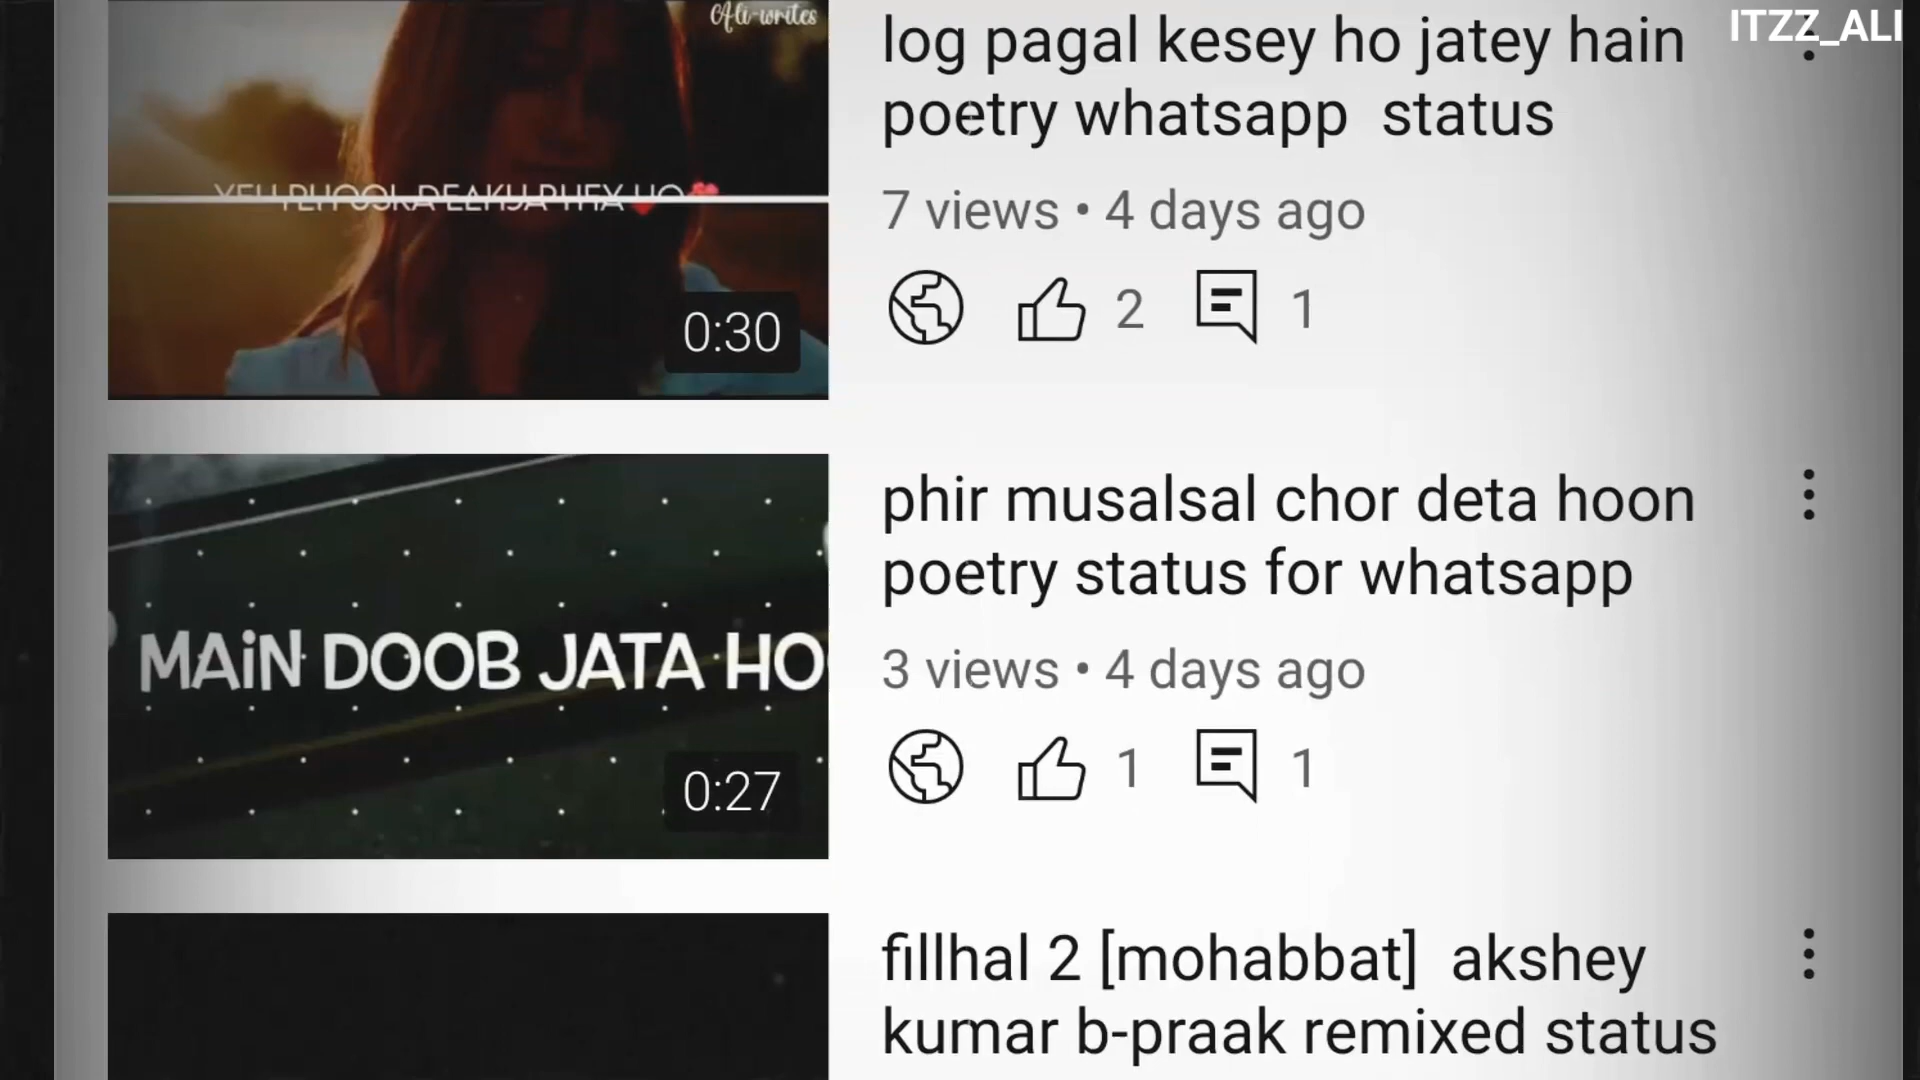 Ali-writes
ITZZ_ALI
log pagal kesey ho jatey hain
poetry whatsapp status
7 views • 4 days ago
2
1
0:30
phir musalsal chor deta hoon
poetry status for whatsapp
3 views • 4 days ago
1
1
MAiN DOOB JATA HO
0:27
fillhal 2 [mohabbat] akshey
kumar b-praak remixed status